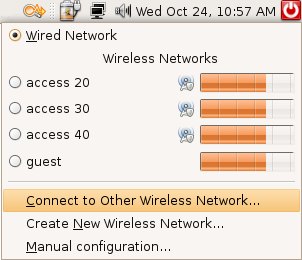 Wed Oct 24, 10:57 AM
Wired Network
Wireless Networks
access 20
access 30
access 40
guest
Connect to Other Wireless Network...
Create New Wireless Network...
Manual configuration...